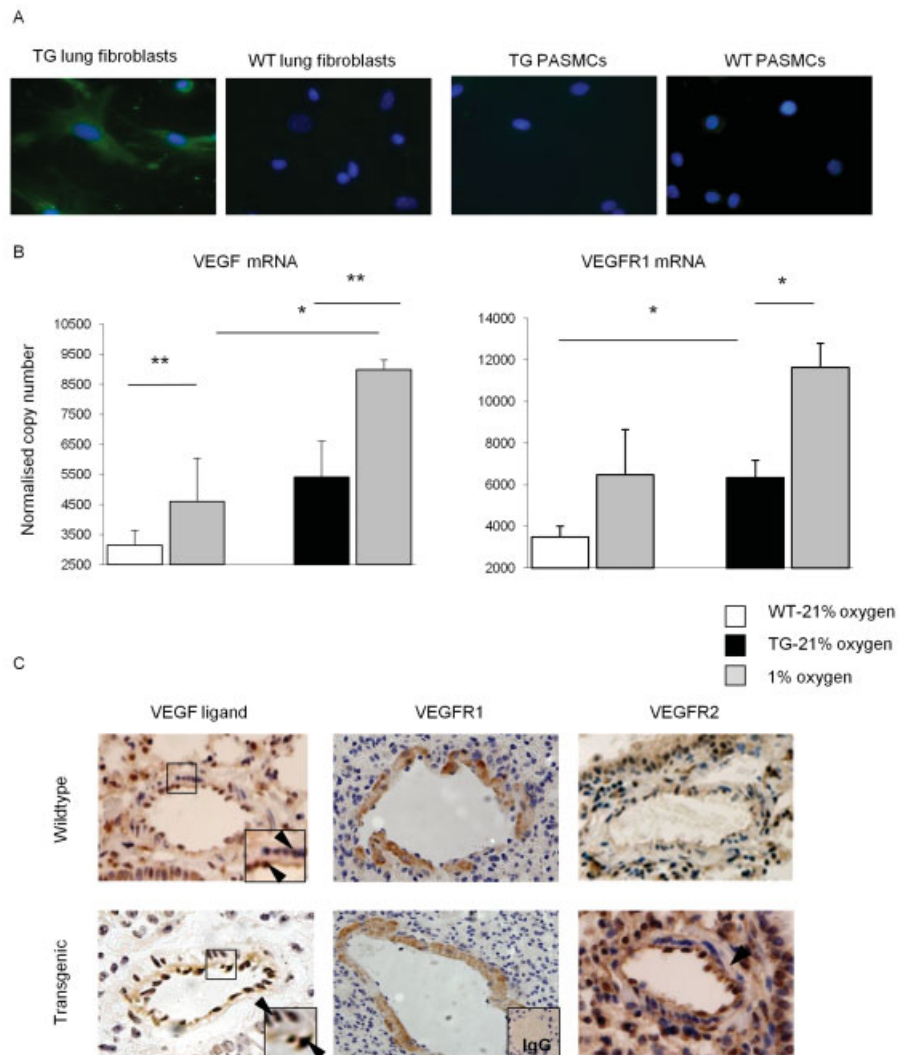 A
TG lung fibroblasts
WT lung fibroblasts
TG PASMCs
WT PASMCs
B
VEGF mRNA
VEGFR1 mRNA
Normalised copy number
10500
9500
8500
7500
6500
5500
4500
3500
2500
**
*
**
14000
12000
10000
8000
6000
4000
2000
*
*
WT-21% oxygen
TG-21% oxygen
1% oxygen
C
VEGF ligand
VEGFR1
VEGFR2
Wildtype
Transgenic
IgG